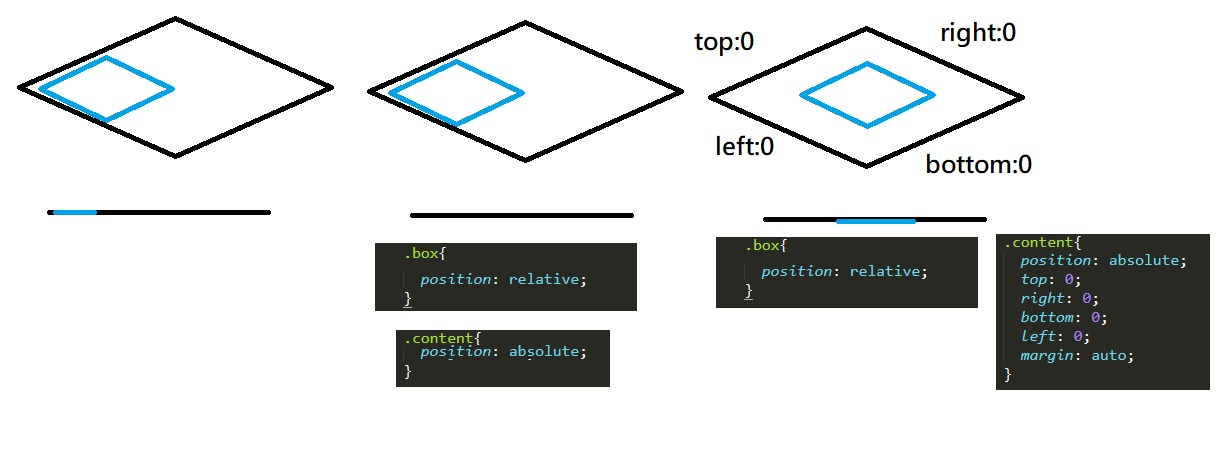 top:0
right:0
left:0
bottom:0
.box{
position: relative;
}
.content{
position: absolute;
}
.box{
position: relative;
}
.content{
position: absolute;
top: 0;
right: 0;
bottom: 0;
left: 0;
margin: auto;
}